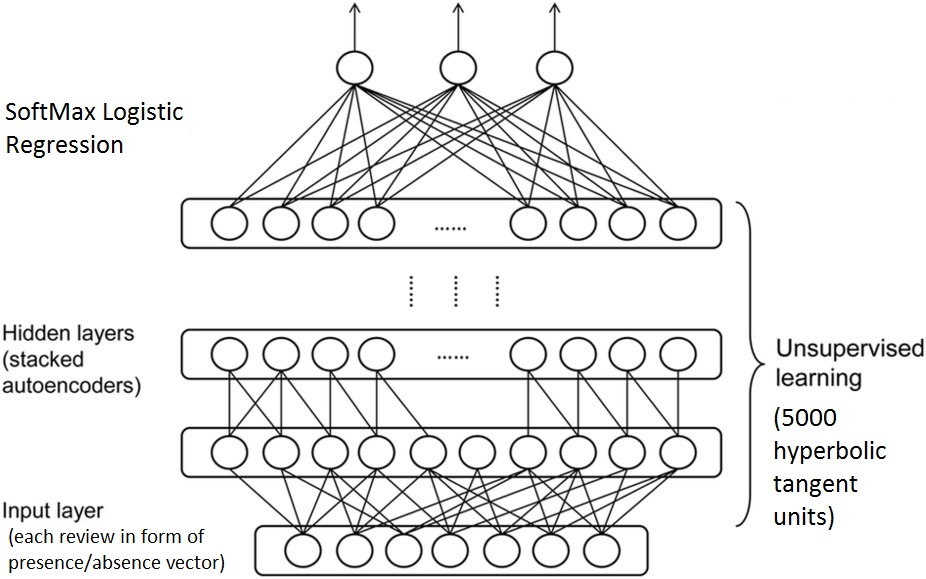 SoftMax Logistic
Regression
......
Hidden layers
(stacked
autoencoders)
......
Unsupervised
learning
(5000
hyperbolic
tangent
units)
Input layer
(each review in form of
presence/absence vector)